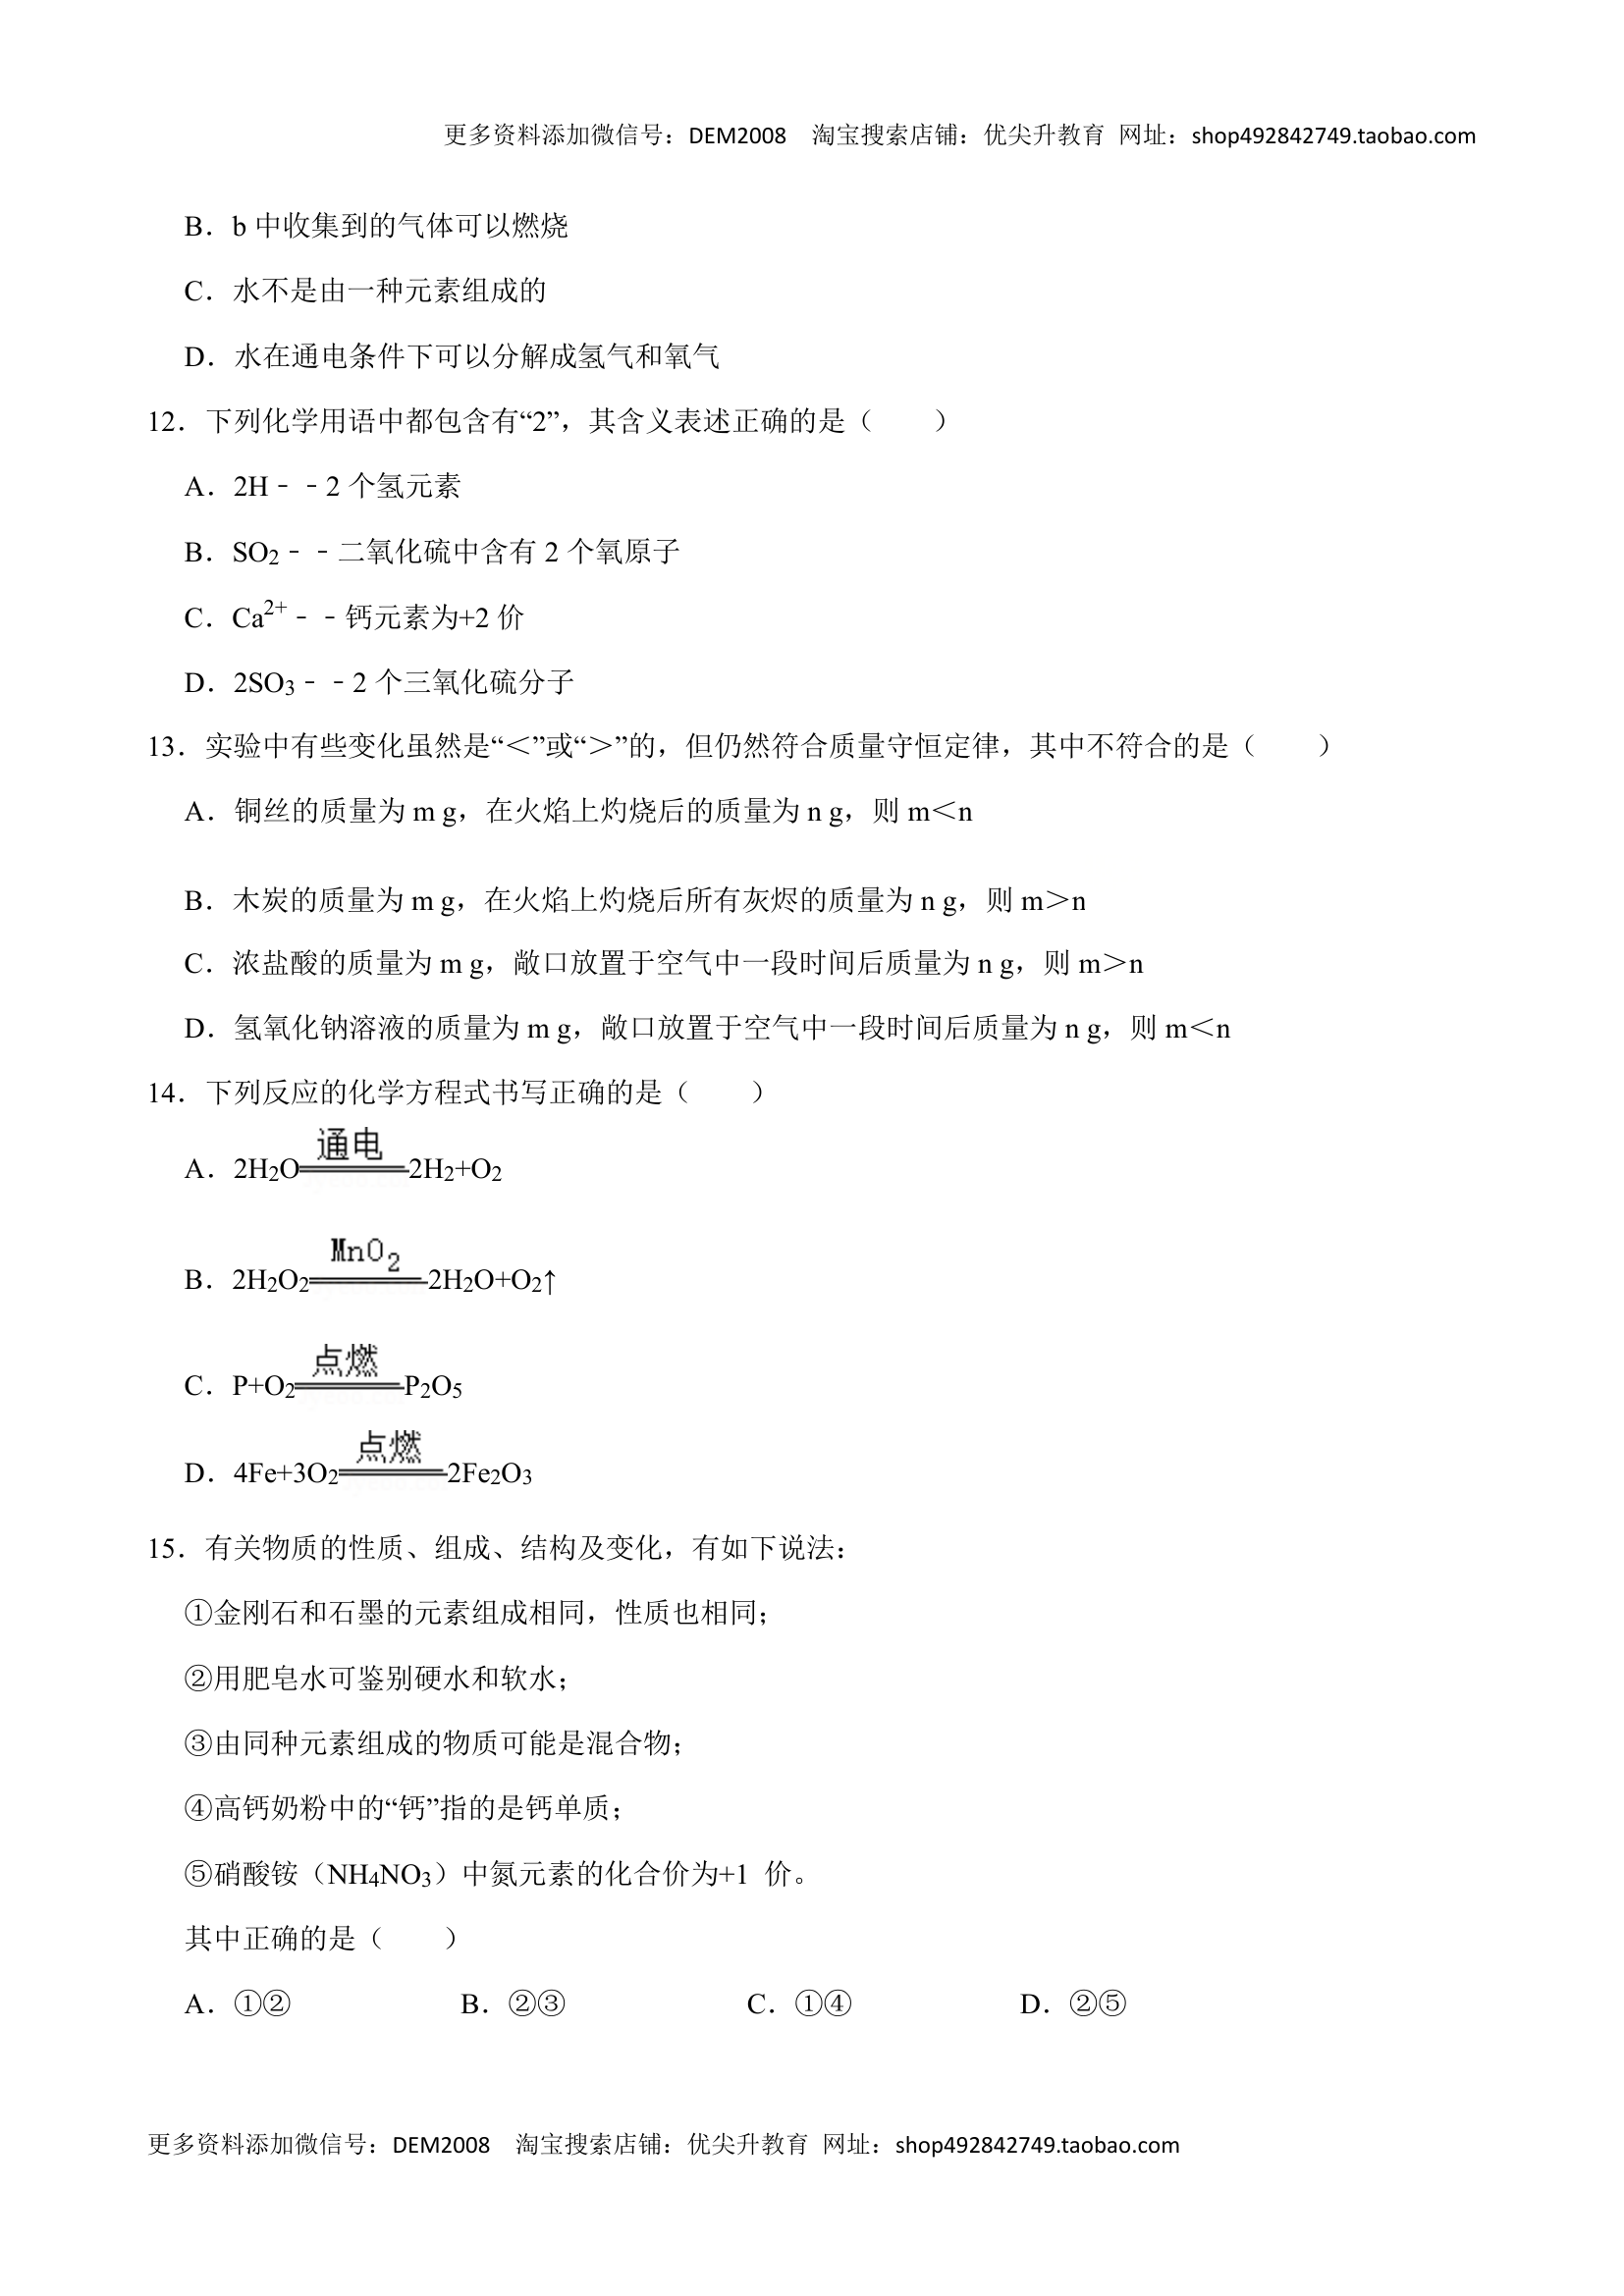 更多资料添加微信号：DEM2008 淘宝搜索店铺：优尖升教育 网址：shop492842749.taobao.com
B．b 中收集到的气体可以燃烧
C．水不是由一种元素组成的
D．水在通电条件下可以分解成氢气和氧气
12．下列化学用语中都包含有“2”，其含义表述正确的是（　　）
A．2H﹣﹣2 个氢元素
B．SO₂﹣﹣二氧化硫中含有 2 个氧原子
C．Ca²⁺﹣﹣钙元素为+2 价
D．2SO₃﹣﹣2 个三氧化硫分子
13．实验中有些变化虽然是“＜”或“＞”的，但仍然符合质量守恒定律，其中不符合的是（　　）
A．铜丝的质量为 m g，在火焰上灼烧后的质量为 n g，则 m＜n
B．木炭的质量为 m g，在火焰上灼烧后所有灰烬的质量为 n g，则 m＞n
C．浓盐酸的质量为 m g，敞口放置于空气中一段时间后质量为 n g，则 m＞n
D．氢氧化钠溶液的质量为 m g，敞口放置于空气中一段时间后质量为 n g，则 m＜n
14．下列反应的化学方程式书写正确的是（　　）
通电
A．2H₂O═2H₂+O₂
MnO₂
B．2H₂O₂═2H₂O+O₂↑
点燃
C．P+O₂═P₂O₅
点燃
D．4Fe+3O₂═2Fe₂O₃
15．有关物质的性质、组成、结构及变化，有如下说法：
①金刚石和石墨的元素组成相同，性质也相同；
②用肥皂水可鉴别硬水和软水；
③由同种元素组成的物质可能是混合物；
④高钙奶粉中的“钙”指的是钙单质；
⑤硝酸铵（NH₄NO₃）中氮元素的化合价为+1 价。
其中正确的是（　　）
A．①② B．②③ C．①④ D．②⑤
更多资料添加微信号：DEM2008 淘宝搜索店铺：优尖升教育 网址：shop492842749.taobao.com